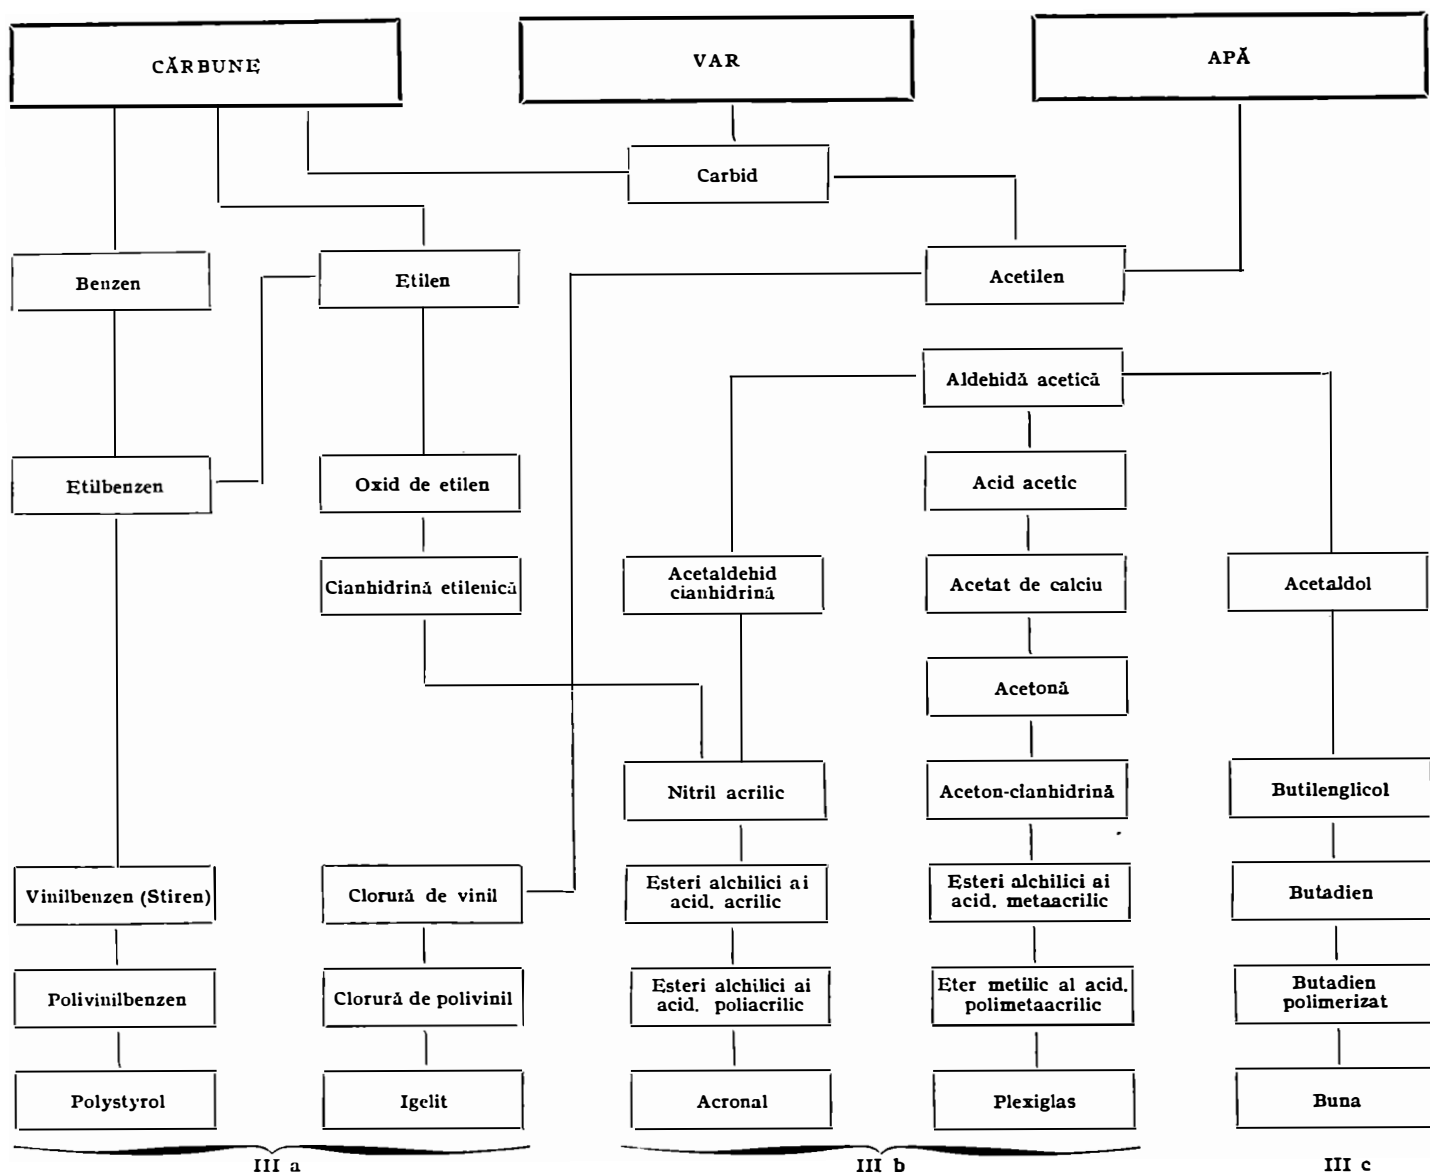 CĂRBUNE
VAR
APĂ
Carbid
Benzen
Etilen
Acetilen
Aldehidă acetică
Etilbenzen
Oxid de etilen
Acid acetic
Cianhidrină etilenică
Acetaldehid
cianhidrină
Acetat de calciu
Acetaldol
Acetonă
Nitril acrilic
Aceton-cianhidrină
Butilenglicol
Vinilbenzen (Stiren)
Clorură de vinil
Esteri alchilici ai
acid. acrilic
Esteri alchilici ai
acid. metaacrilic
Butadien
Polivinilbenzen
Clorură de polivinil
Esteri alchilici ai
acid. poliacrilic
Eter metilic al acid.
polimetaacrilic
Butadien
polimerizat
Polystyrol
Igelit
Acronal
Plexiglas
Buna
III a
III b
III c